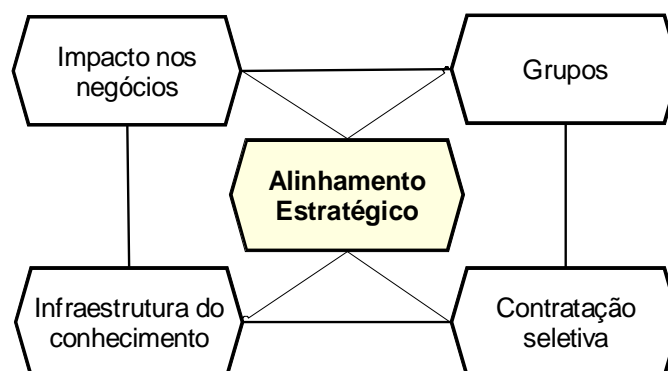 Impacto nos
negócios
Grupos
Alinhamento
Estratégico
Infraestrutura do
conhecimento
Contratação
seletiva